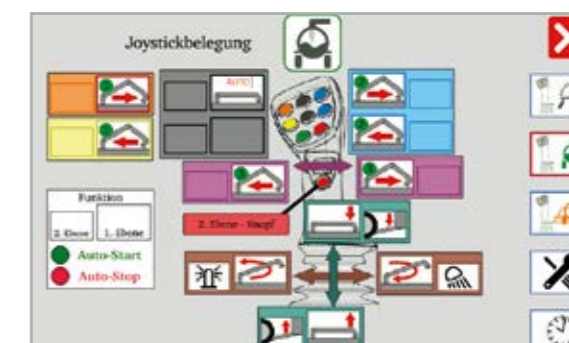 Joystickbelegung
AUTO
Funktion
2. Ebene
1. Ebene
2. Ebene - Knopf
Auto-Start
Auto-Stop